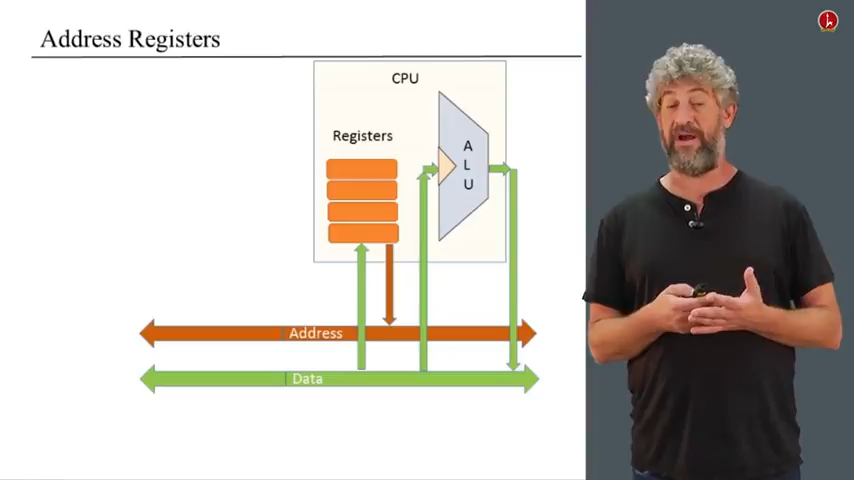 Address Registers
CPU
Registers
A
L
U
Address
Data